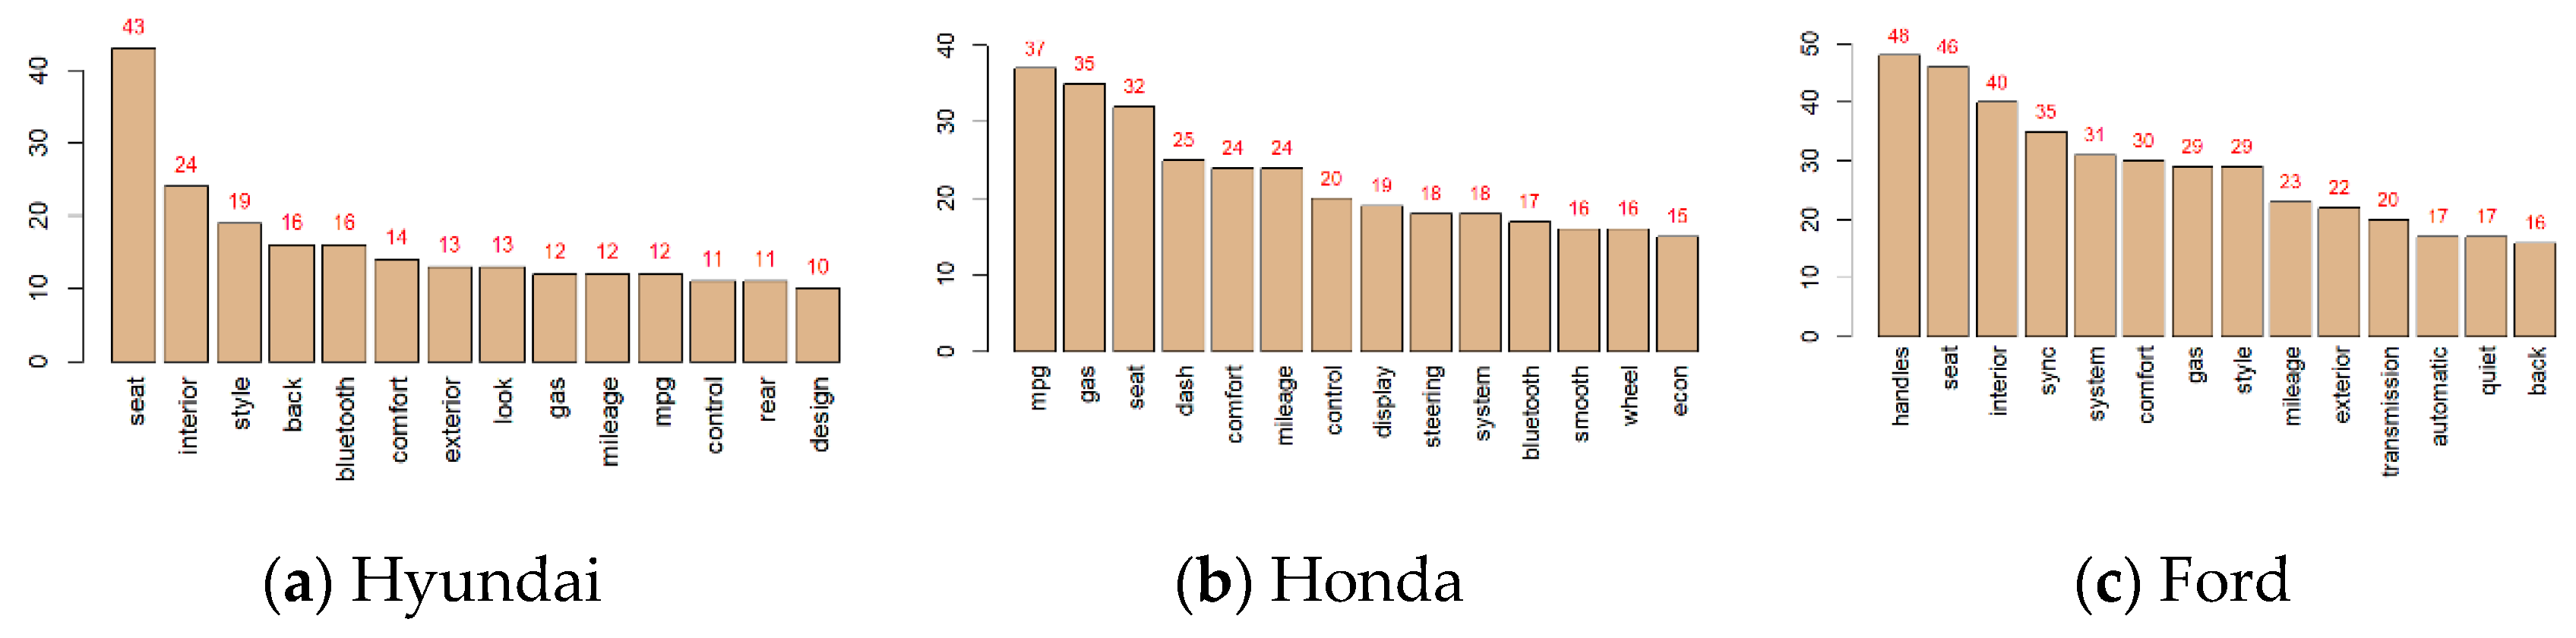 43
24
19
16
16
14
13
13
12
12
12
11
11
10
40
30
20
10
0
seat
interior
style
back
bluetooth
comfort
exterior
look
gas
mileage
mpg
control
rear
design
(a) Hyundai
37
35
32
25
24
24
20
19
18
18
17
16
16
15
40
30
20
10
0
mpg
gas
seat
dash
comfort
mileage
control
display
steering
system
bluetooth
smooth
wheel
econ
(b) Honda
48
46
40
35
31
30
29
29
23
22
20
17
17
16
50
40
30
20
10
0
handles
seat
interior
sync
system
comfort
gas
style
mileage
exterior
transmission
automatic
quiet
back
(c) Ford